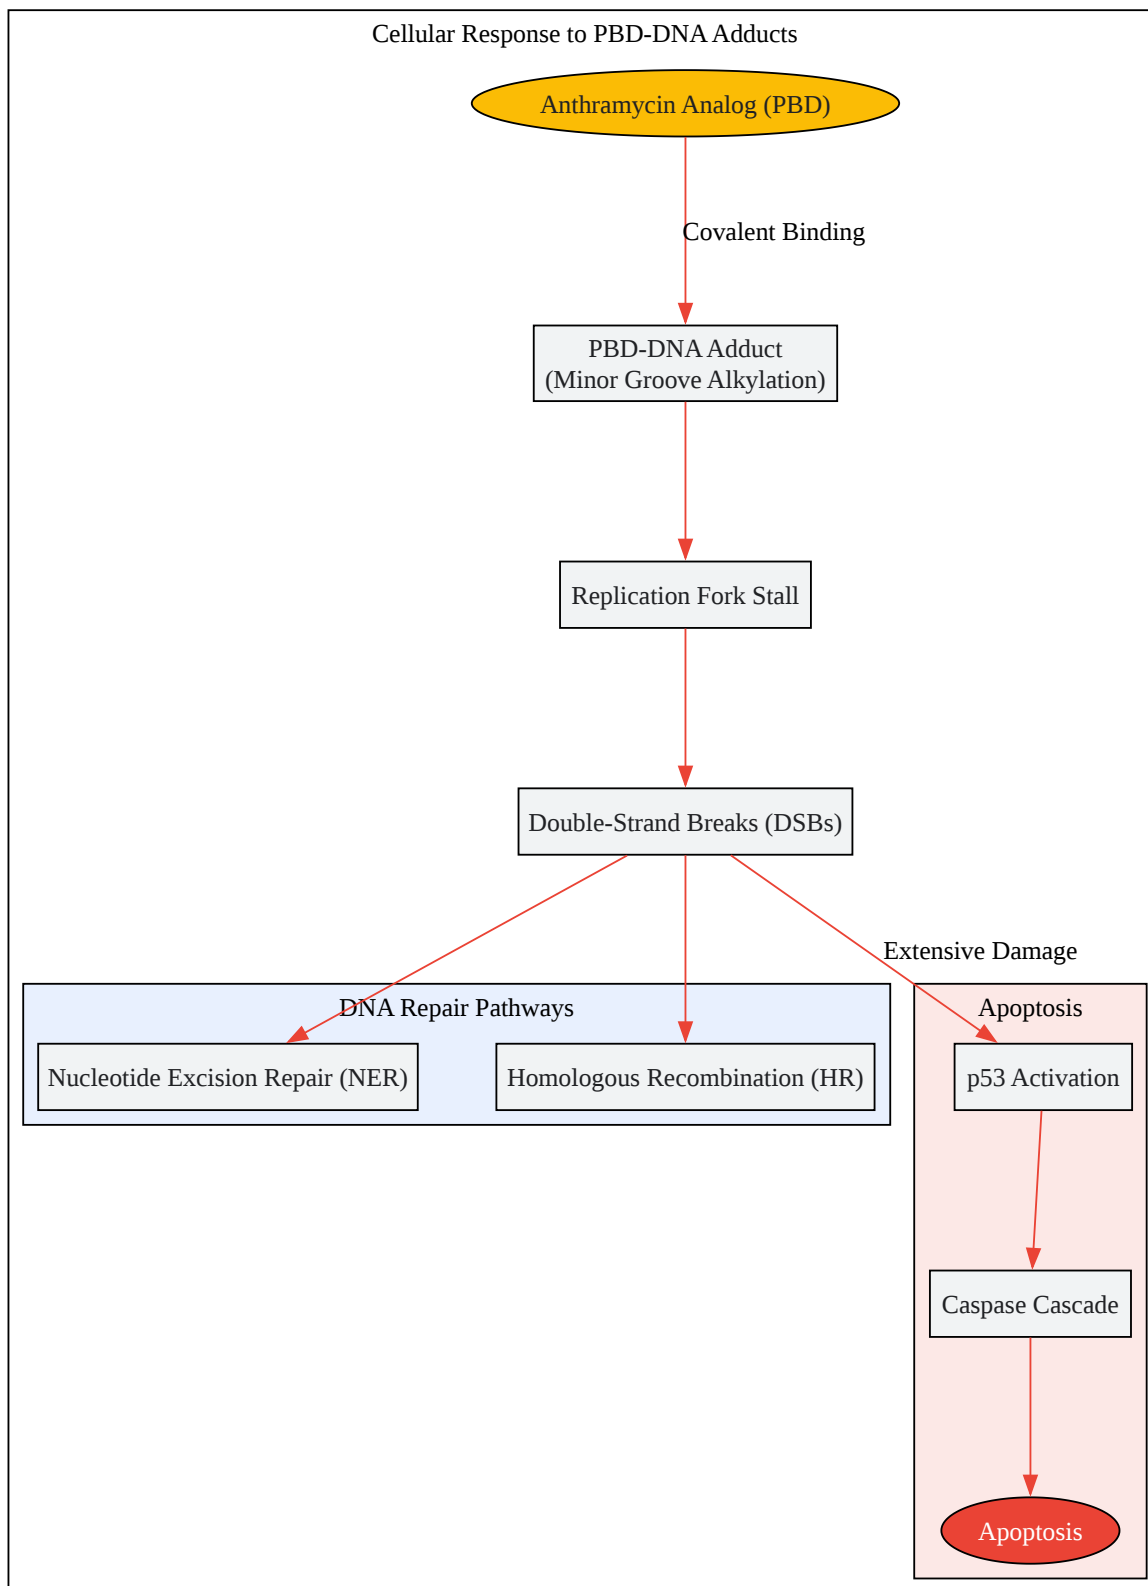 Cellular Response to PBD-DNA Adducts
Anthramycin Analog (PBD)
Covalent Binding
PBD-DNA Adduct
(Minor Groove Alkylation)
Replication Fork Stall
Double-Strand Breaks (DSBs)
Extensive Damage
DNA Repair Pathways
Apoptosis
Nucleotide Excision Repair (NER)
Homologous Recombination (HR)
p53 Activation
Caspase Cascade
Apoptosis